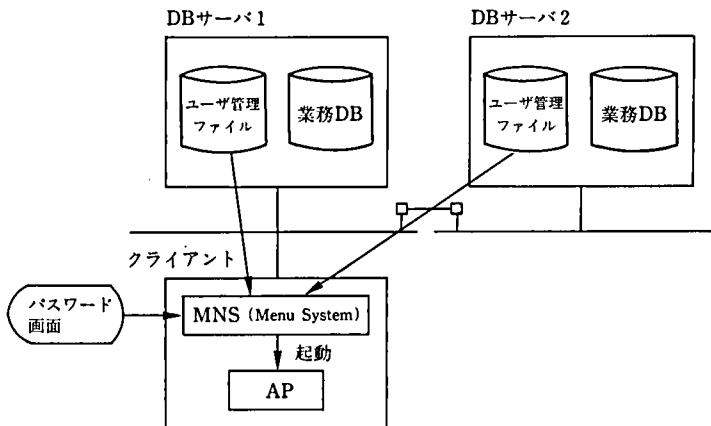 DBサーバ1
DBサーバ2
ユーザ管理
ファイル
業務DB
ユーザ管理
ファイル
業務DB
クライアント
パスワード
画面
MNS (Menu System)
起動
AP